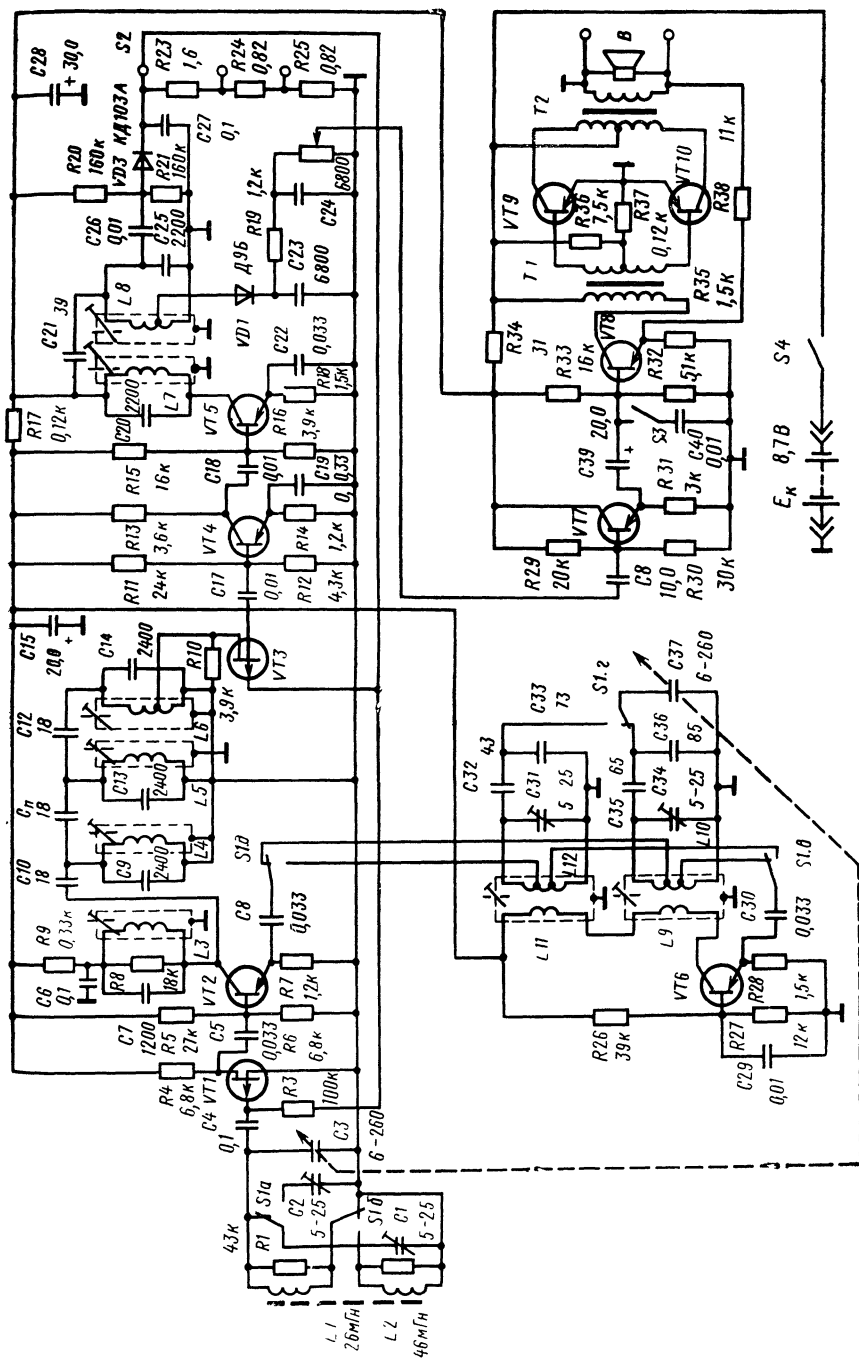 L1
26мГн
L2
46мГн
43к
R1
S1а
C2
5-25
S1б
C1
5-25
C3
6-260
0,1
C4
R3
100к
R4
6,8к
VT1
C5
0,033
R5
27к
R6
6,8к
C7
1200
C6
0,1
R9
0,33к
R8
18к
L3
VT2
R7
1,2к
C8
0,033
S1д
C10
18
C9
2400
L4
Cп
18
C13
2400
L5
C12
18
L6
C14
2400
C15
20,0
+
R10
3,9к
VT3
C17
0,01
R11
24к
R12
4,3к
R13
3,6к
VT4
R14
1,2к
C18
0,01
C19
0,033
R15
16к
R16
3,9к
R17
0,12к
VT5
R18
1,5к
C20
2200
L7
C21
39
L8
C22
0,033
VD1
Д9Б
C23
6800
R19
1,2к
C24
6800
C25
2200
C26
0,01
R20
160к
R21
160к
VD3 КД103А
C27
0,1
C28
+ 30,0
S2
R23
1,6
R24
0,82
R25
0,82
R26
39к
L11
L12
L9
L10
VT6
R27
12к
R28
1,5к
C29
0,01
C30
0,033
S1.в
C32
43
C31
5 25
C33
73
C35
65
C34
5-25
C36
85
S1.г
C37
6-260
R29
20к
C8
10,0
R30
30к
VT7
R31
3к
C39
20,0
+
S3
C40
0,01
R33
16к
R34
31
R32
51к
VT8
R35
1,5к
T1
R36
7,5к
R37
0,12к
VT9
VT10
T2
B
R38
11к
Eк 8,7В
S4